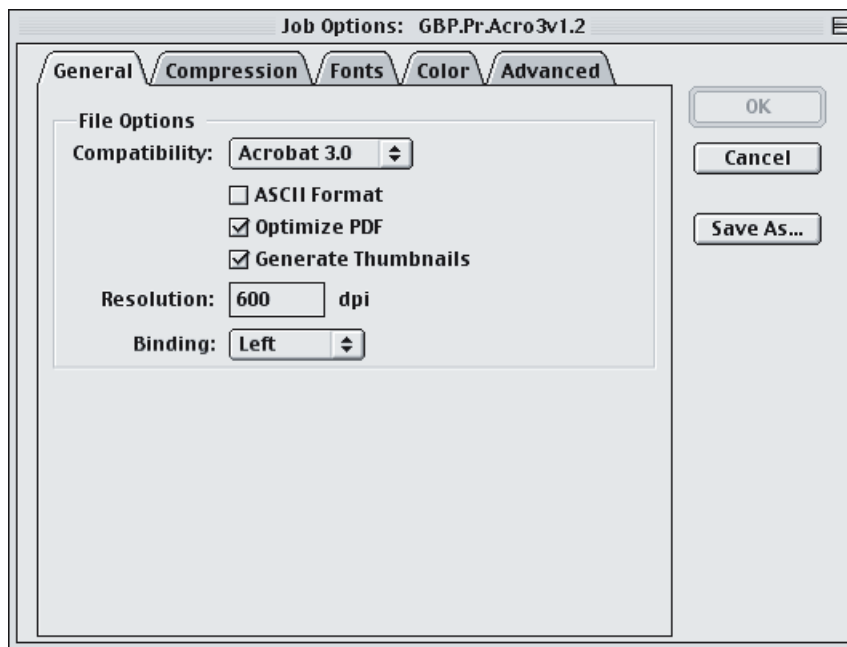 Job Options: GBP.Pr.Acro3v1.2
General Compression Fonts Color Advanced
File Options
Compatibility: Acrobat 3.0
ASCII Format
Optimize PDF
Generate Thumbnails
Resolution: 600 dpi
Binding: Left
OK
Cancel
Save As...